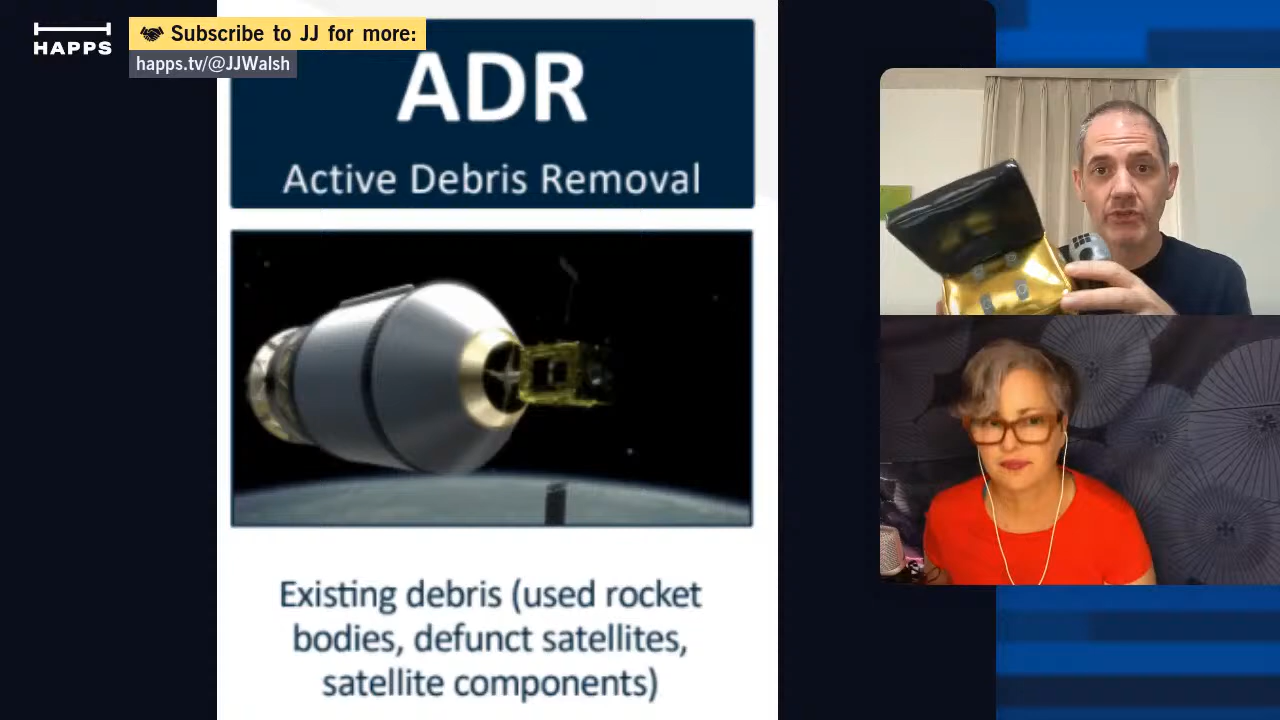 HAPPS
Subscribe to JJ for more:
happs.tv/@JJWalsh
ADR
Active Debris Removal
Existing debris (used rocket
bodies, defunct satellites,
satellite components)